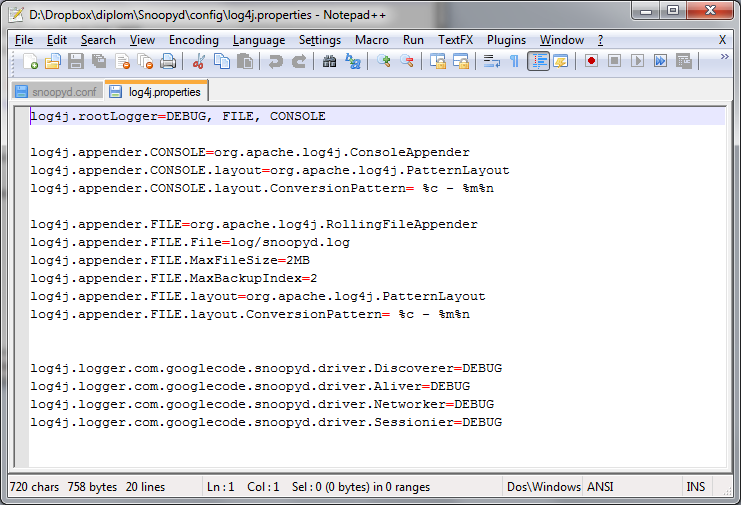 D:\Dropbox\diplom\Snoopyd\config\log4j.properties - Notepad++
File Edit Search View Encoding Language Settings Macro Run TextFX Plugins Window ? X
snoopyd.conf log4j.properties
log4j.rootLogger=DEBUG, FILE, CONSOLE
log4j.appender.CONSOLE=org.apache.log4j.ConsoleAppender
log4j.appender.CONSOLE.layout=org.apache.log4j.PatternLayout
log4j.appender.CONSOLE.layout.ConversionPattern= %c - %m%n
log4j.appender.FILE=org.apache.log4j.RollingFileAppender
log4j.appender.FILE.File=log/snoopyd.log
log4j.appender.FILE.MaxFileSize=2MB
log4j.appender.FILE.MaxBackupIndex=2
log4j.appender.FILE.layout=org.apache.log4j.PatternLayout
log4j.appender.FILE.layout.ConversionPattern= %c - %m%n
log4j.logger.com.googlecode.snoopyd.driver.Discoverer=DEBUG
log4j.logger.com.googlecode.snoopyd.driver.Aliver=DEBUG
log4j.logger.com.googlecode.snoopyd.driver.Networker=DEBUG
log4j.logger.com.googlecode.snoopyd.driver.Sessionier=DEBUG
720 chars 758 bytes 20 lines Ln : 1 Col : 1 Sel : 0 (0 bytes) in 0 ranges Dos\Windows ANSI INS